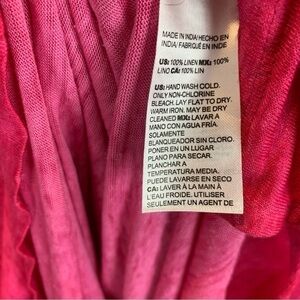 MADE IN INDIA/HECHO EN
INDIA/ FABRIQUÉ EN INDE
US: 100% LINEN MX: 100%
LINO CA: 100% LIN
US: HAND WASH COLD.
ONLY NON-CHLORINE
BLEACH. LAY FLAT TO DRY.
WARM IRON. MAY BE DRY
CLEANED MX: LAVAR A
MANO CON AGUA FRÍA.
SOLAMENTE
BLANQUEADOR SIN CLORO.
PONER EN UN LUGAR
PLANO PARA SECAR.
PLANCHAR A
TEMPERATURA MEDIA.
PUEDE LAVARSE EN SECO
CA: LAVER À LA MAIN À
L'EAU FROIDE. UTILISER
SEULEMENT UN AGENT DE